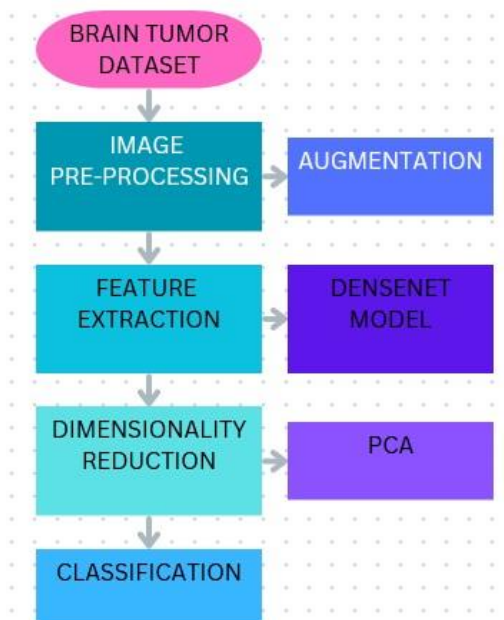 BRAIN TUMOR
DATASET
IMAGE
PRE-PROCESSING
AUGMENTATION
FEATURE
EXTRACTION
DENSENET
MODEL
DIMENSIONALITY
REDUCTION
PCA
CLASSIFICATION